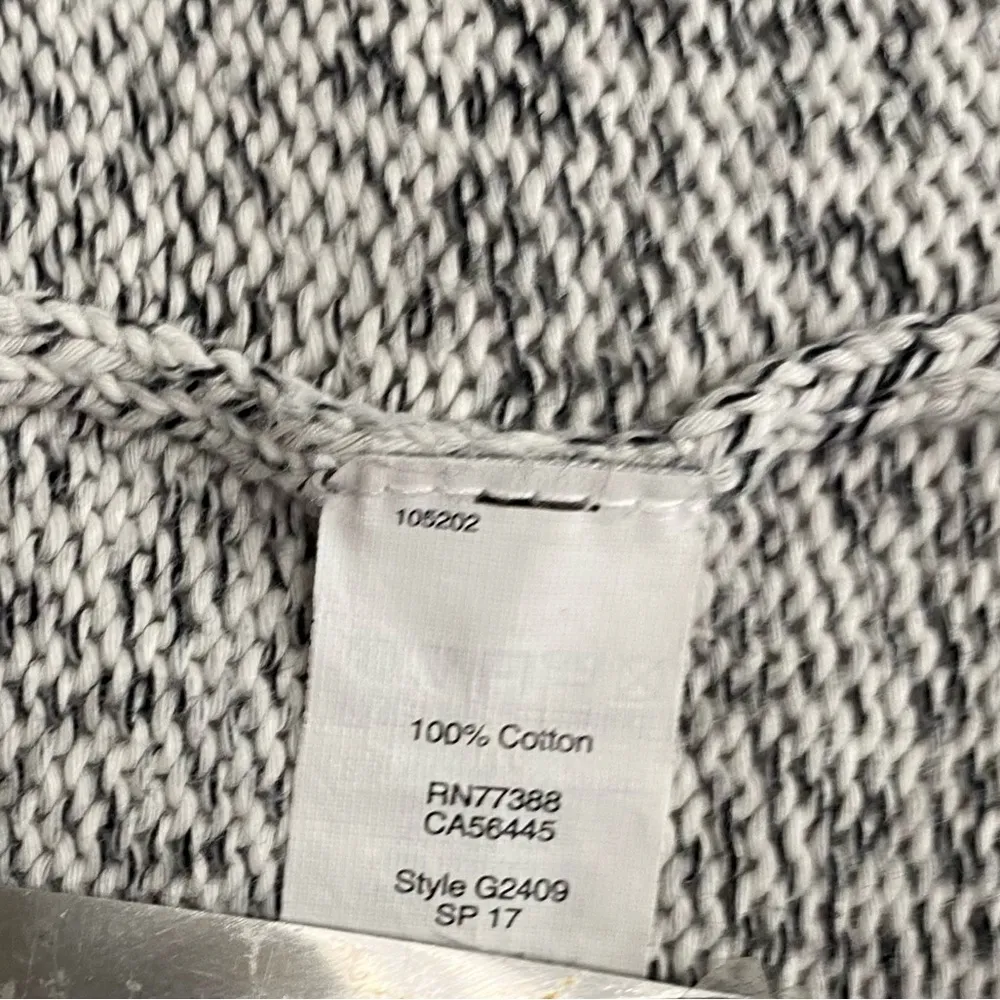 105202
100% Cotton
RN77388
CA56445
Style G2409
SP 17